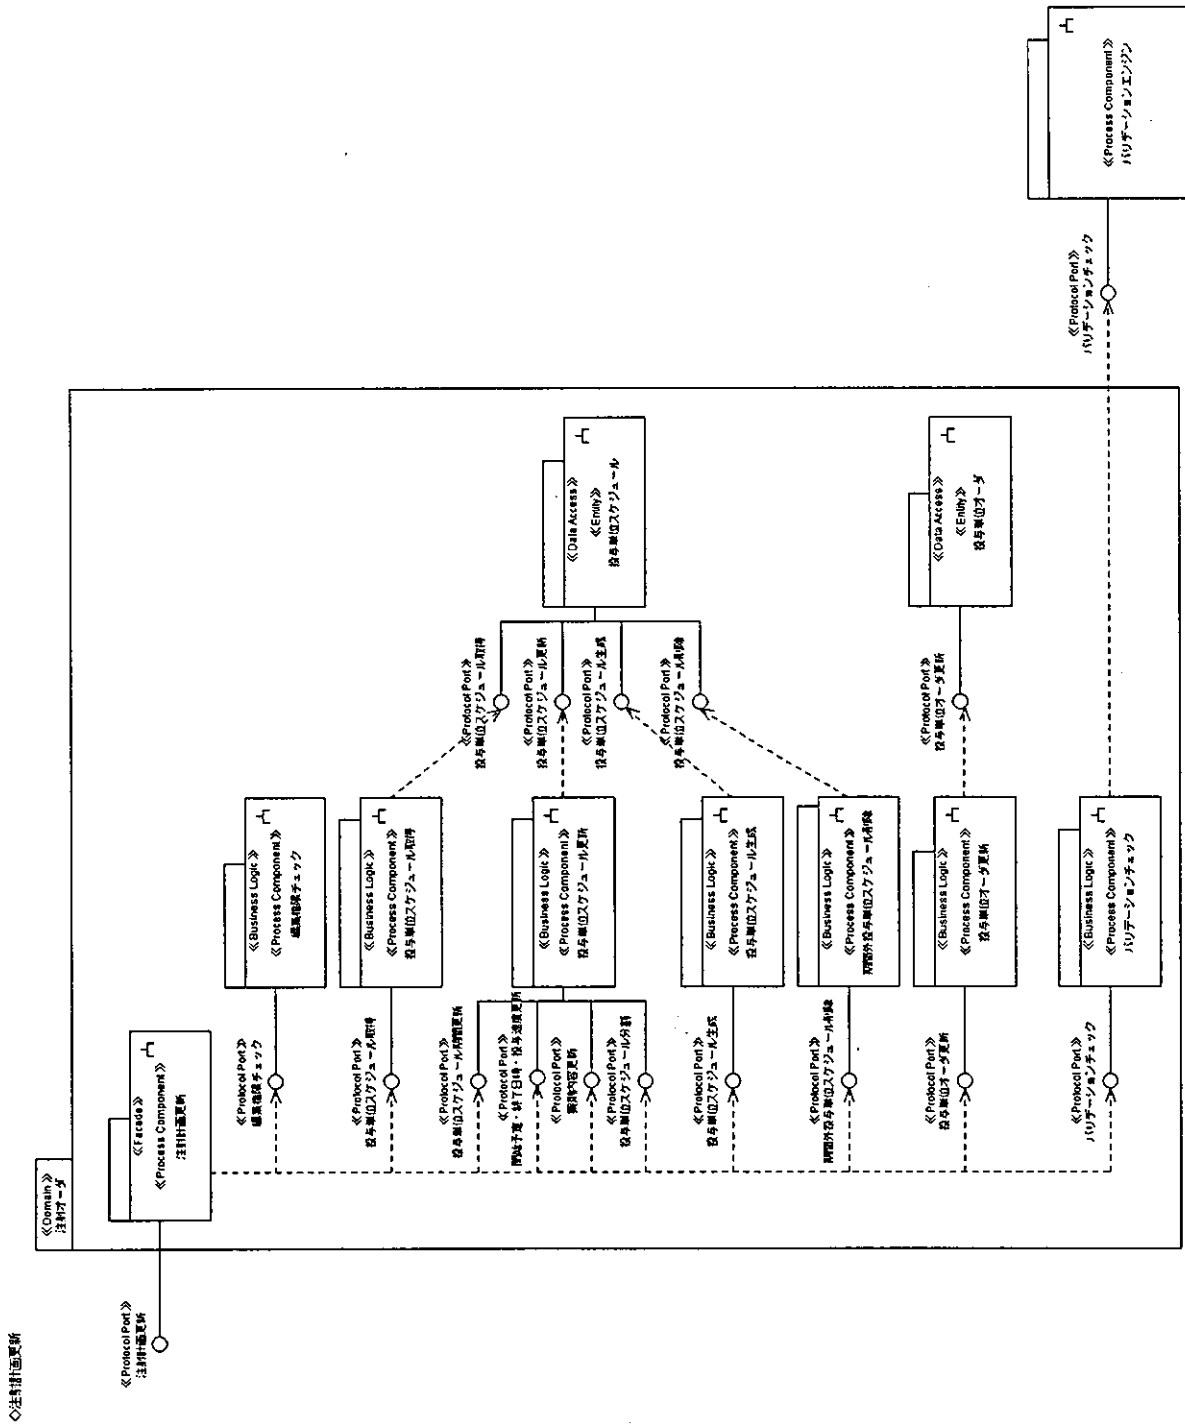 ◇注射計画更新
≪Protocol Port≫
注射計画更新
≪Domain≫
注射オーダ
≪Facade≫
≪Process Component≫
注射計画更新
≪Protocol Port≫
編集権限チェック
≪Business Logic≫
≪Process Component≫
編集権限チェック
≪Protocol Port≫
投与単位スケジュール取得
≪Business Logic≫
≪Process Component≫
投与単位スケジュール取得
≪Protocol Port≫
投与単位スケジュール取得
≪Protocol Port≫
投与単位スケジュール期間更新
≪Protocol Port≫
開始予定・終了日時・投与速度更新
≪Protocol Port≫
薬剤内容更新
≪Protocol Port≫
投与単位スケジュール分割
≪Business Logic≫
≪Process Component≫
投与単位スケジュール更新
≪Protocol Port≫
投与単位スケジュール更新
≪Protocol Port≫
投与単位スケジュール生成
≪Business Logic≫
≪Process Component≫
投与単位スケジュール生成
≪Protocol Port≫
投与単位スケジュール生成
≪Protocol Port≫
期間外投与単位スケジュール削除
≪Business Logic≫
≪Process Component≫
期間外投与単位スケジュール削除
≪Protocol Port≫
投与単位スケジュール削除
≪Data Access≫
≪Entity≫
投与単位スケジュール
≪Protocol Port≫
投与単位オーダ更新
≪Business Logic≫
≪Process Component≫
投与単位オーダ更新
≪Protocol Port≫
投与単位オーダ更新
≪Data Access≫
≪Entity≫
投与単位オーダ
≪Protocol Port≫
バリデーションチェック
≪Business Logic≫
≪Process Component≫
バリデーションチェック
≪Protocol Port≫
バリデーションチェック
≪Process Component≫
バリデーションエンジン